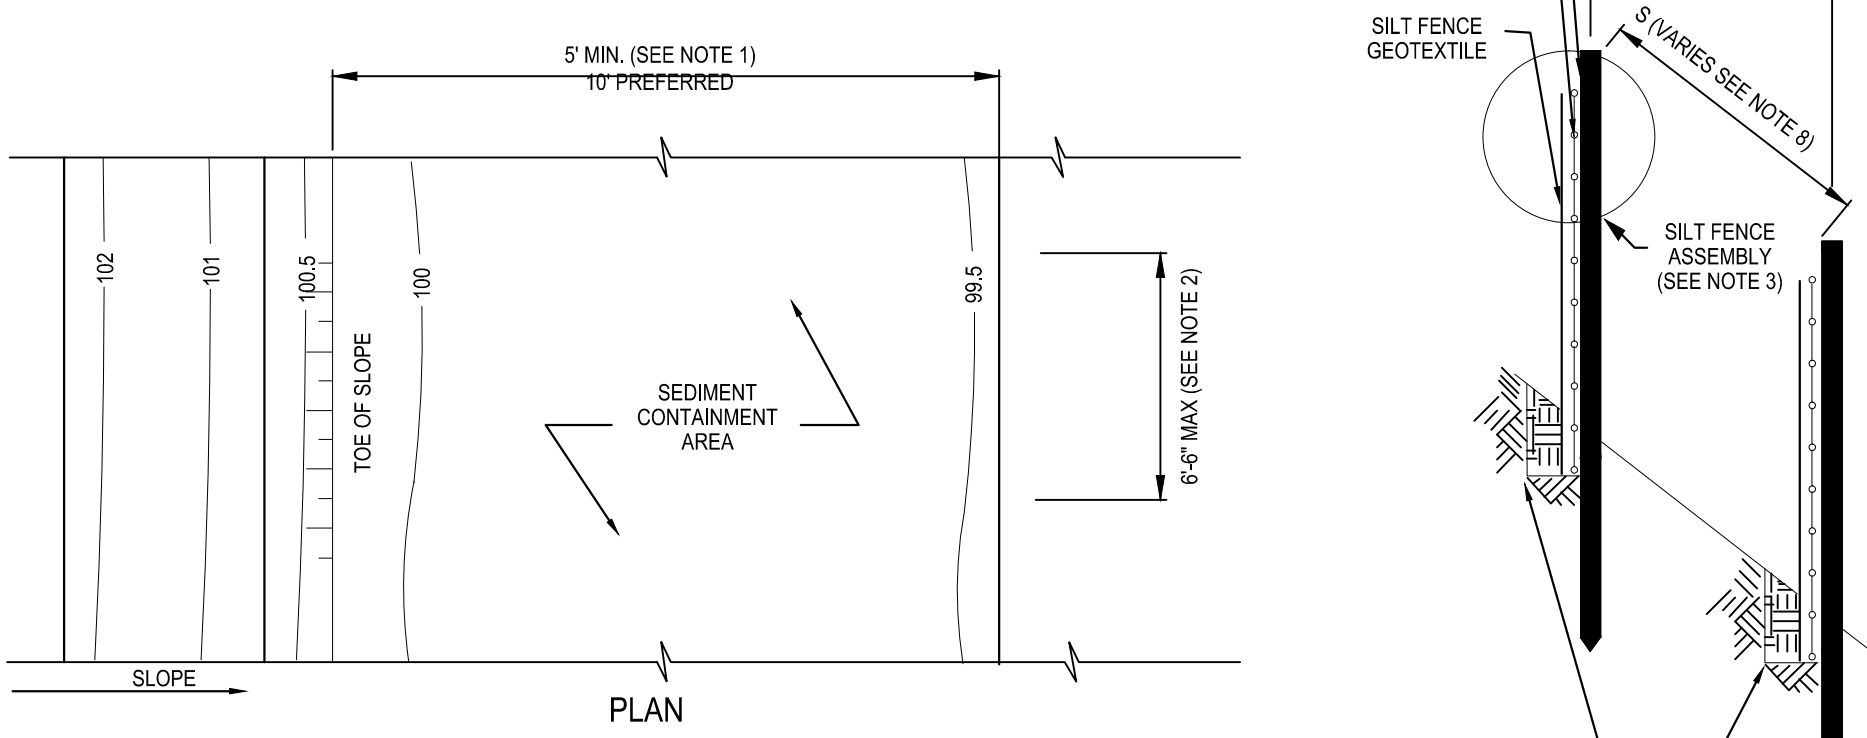 5' MIN. (SEE NOTE 1)
10' PREFERRED
102
101
100.5
TOE OF SLOPE
100
SEDIMENT
CONTAINMENT
AREA
99.5
6'-6" MAX (SEE NOTE 2)
SLOPE
PLAN
SILT FENCE
GEOTEXTILE
S (VARIES SEE NOTE 8)
SILT FENCE
ASSEMBLY
(SEE NOTE 3)